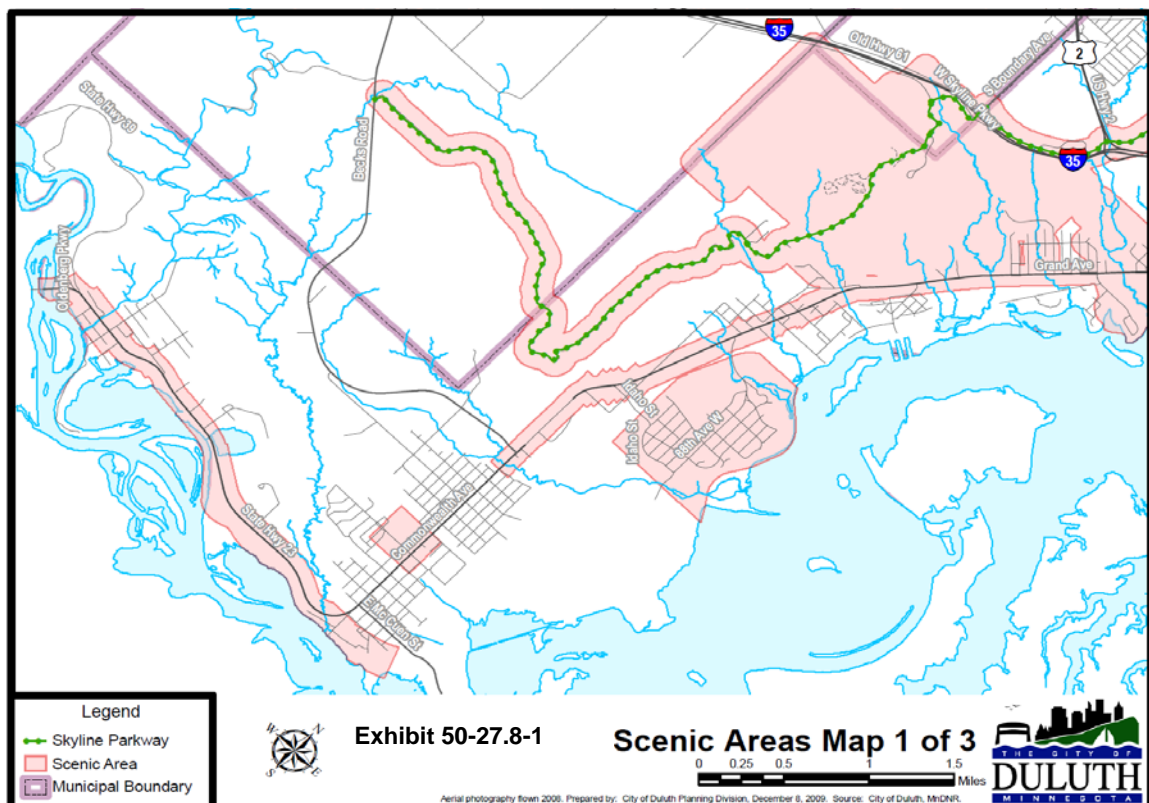 35
Old Hwy 61
2
S Boundary Ave
W Skyline Pkwy
US Hwy 2
State Hwy 39
Becks Road
35
Oldenberg Pkwy
Grand Ave
Idaho St
Idaho St
88th Ave W
Commonwealth Ave
State Hwy 23
E Mc Cuen St
Legend
Skyline Parkway
Scenic Area
Municipal Boundary
W N
S E
Exhibit 50-27.8-1
Scenic Areas Map 1 of 3
0 0.25 0.5 1 1.5
Miles
THE CITY OF
DULUTH
MINNESOTA
Aerial photography flown 2008. Prepared by: City of Duluth Planning Division, December 8, 2009. Source: City of Duluth, MnDNR.